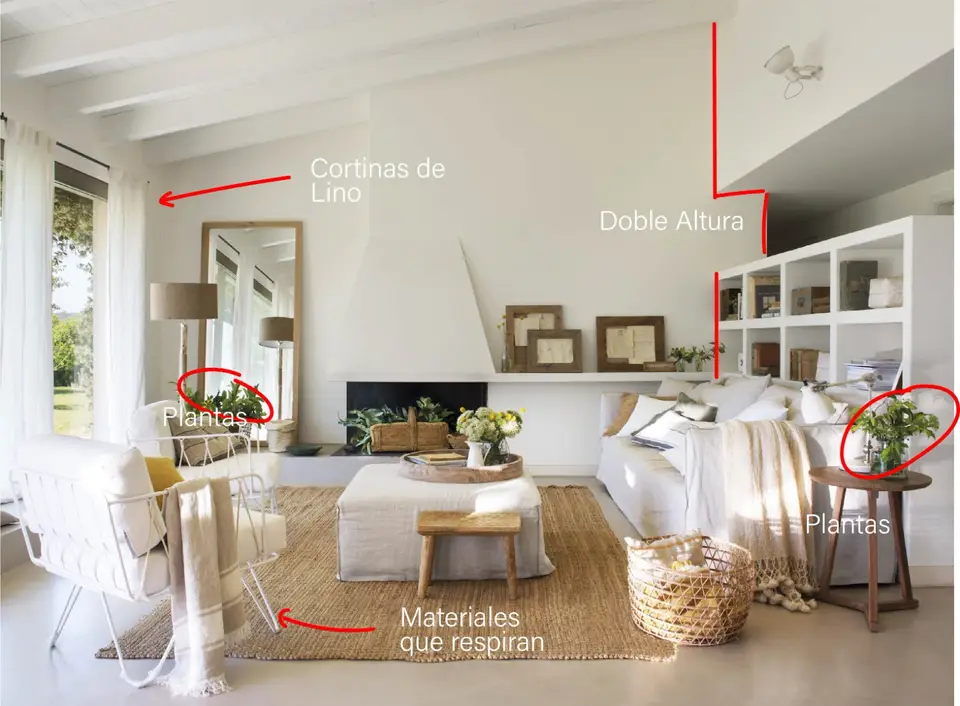 Cortinas de
Lino
Doble Altura
Plantas
Plantas
Materiales
que respiran